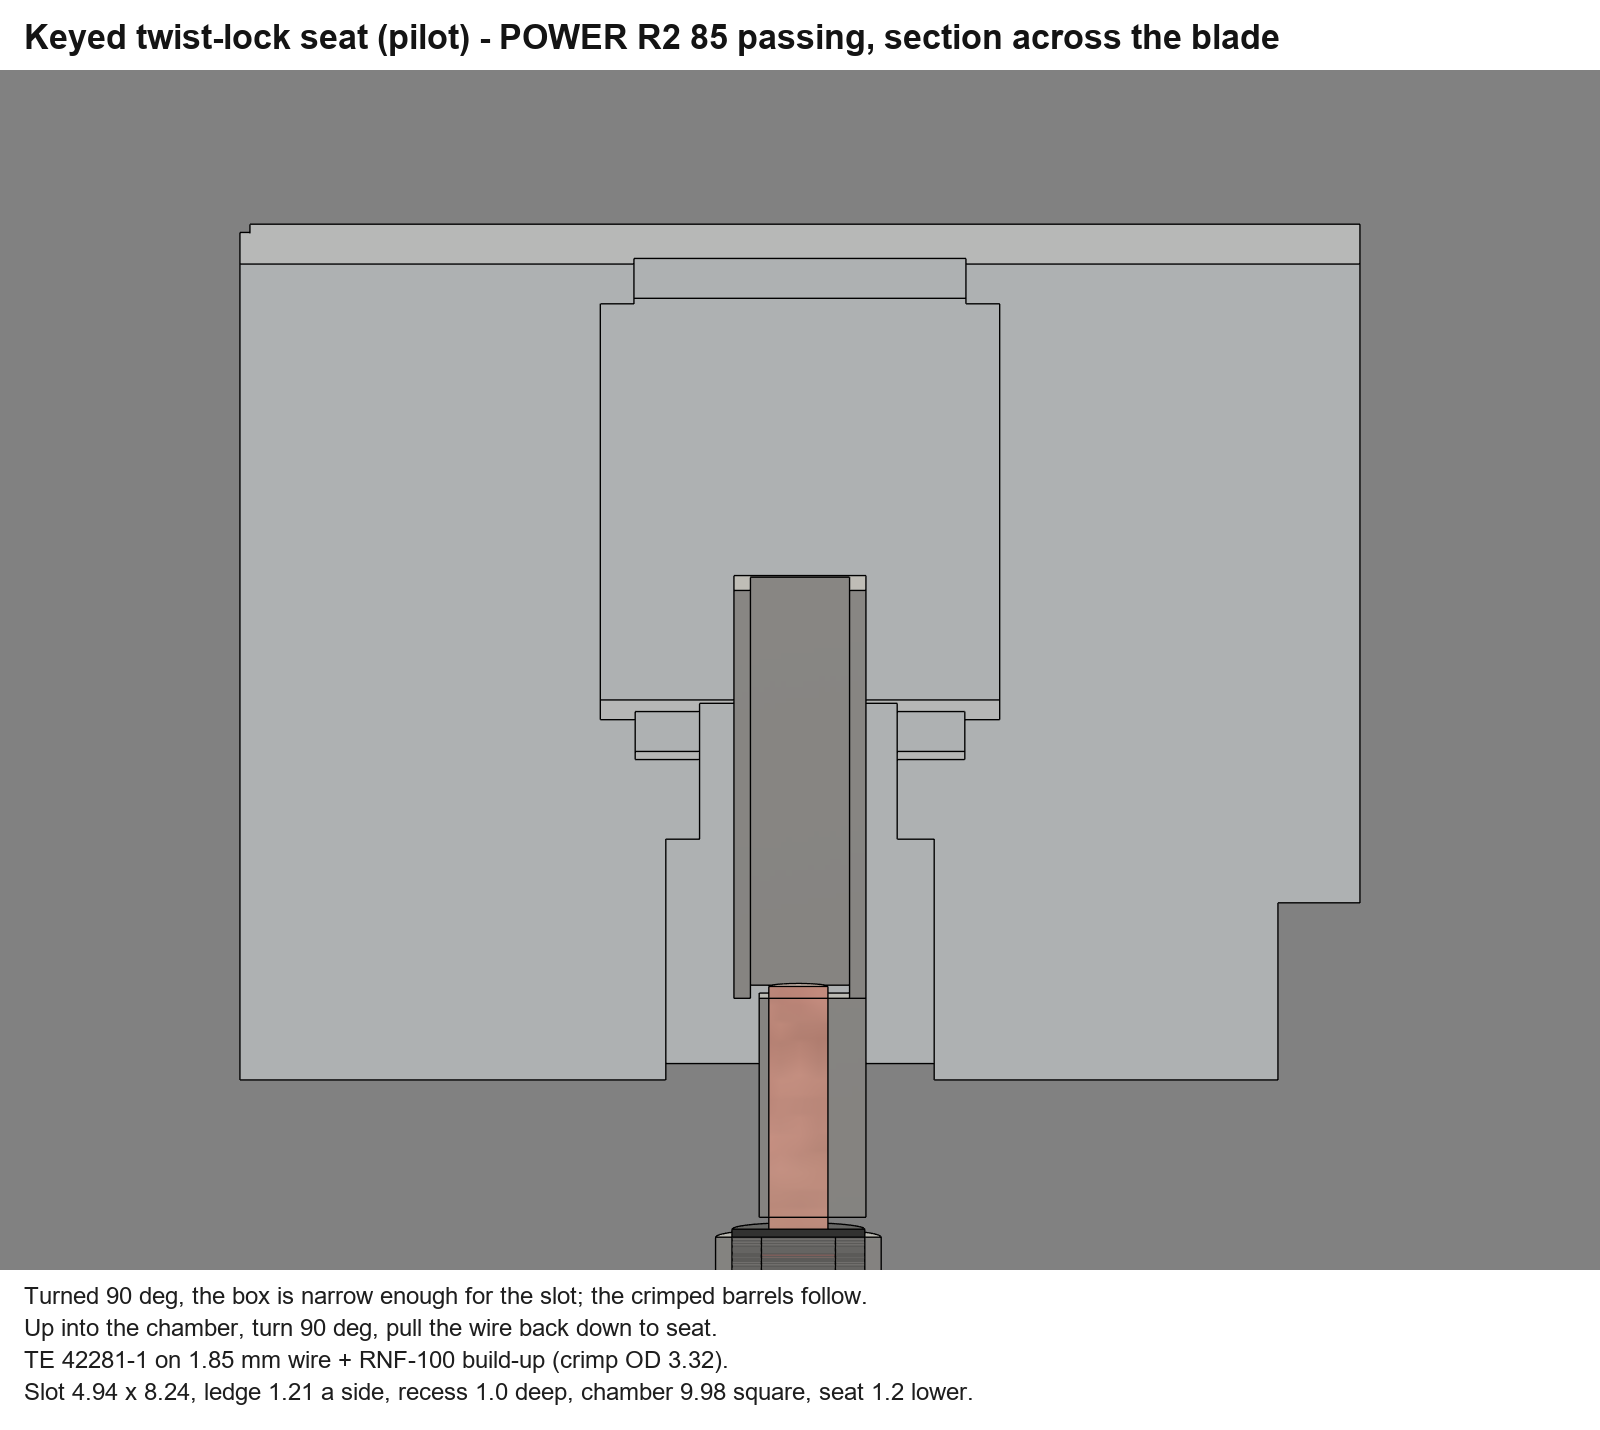 Keyed twist-lock seat (pilot) - POWER R2 85 passing, section across the blade
Turned 90 deg, the box is narrow enough for the slot; the crimped barrels follow.
Up into the chamber, turn 90 deg, pull the wire back down to seat.
TE 42281-1 on 1.85 mm wire + RNF-100 build-up (crimp OD 3.32).
Slot 4.94 x 8.24, ledge 1.21 a side, recess 1.0 deep, chamber 9.98 square, seat 1.2 lower.